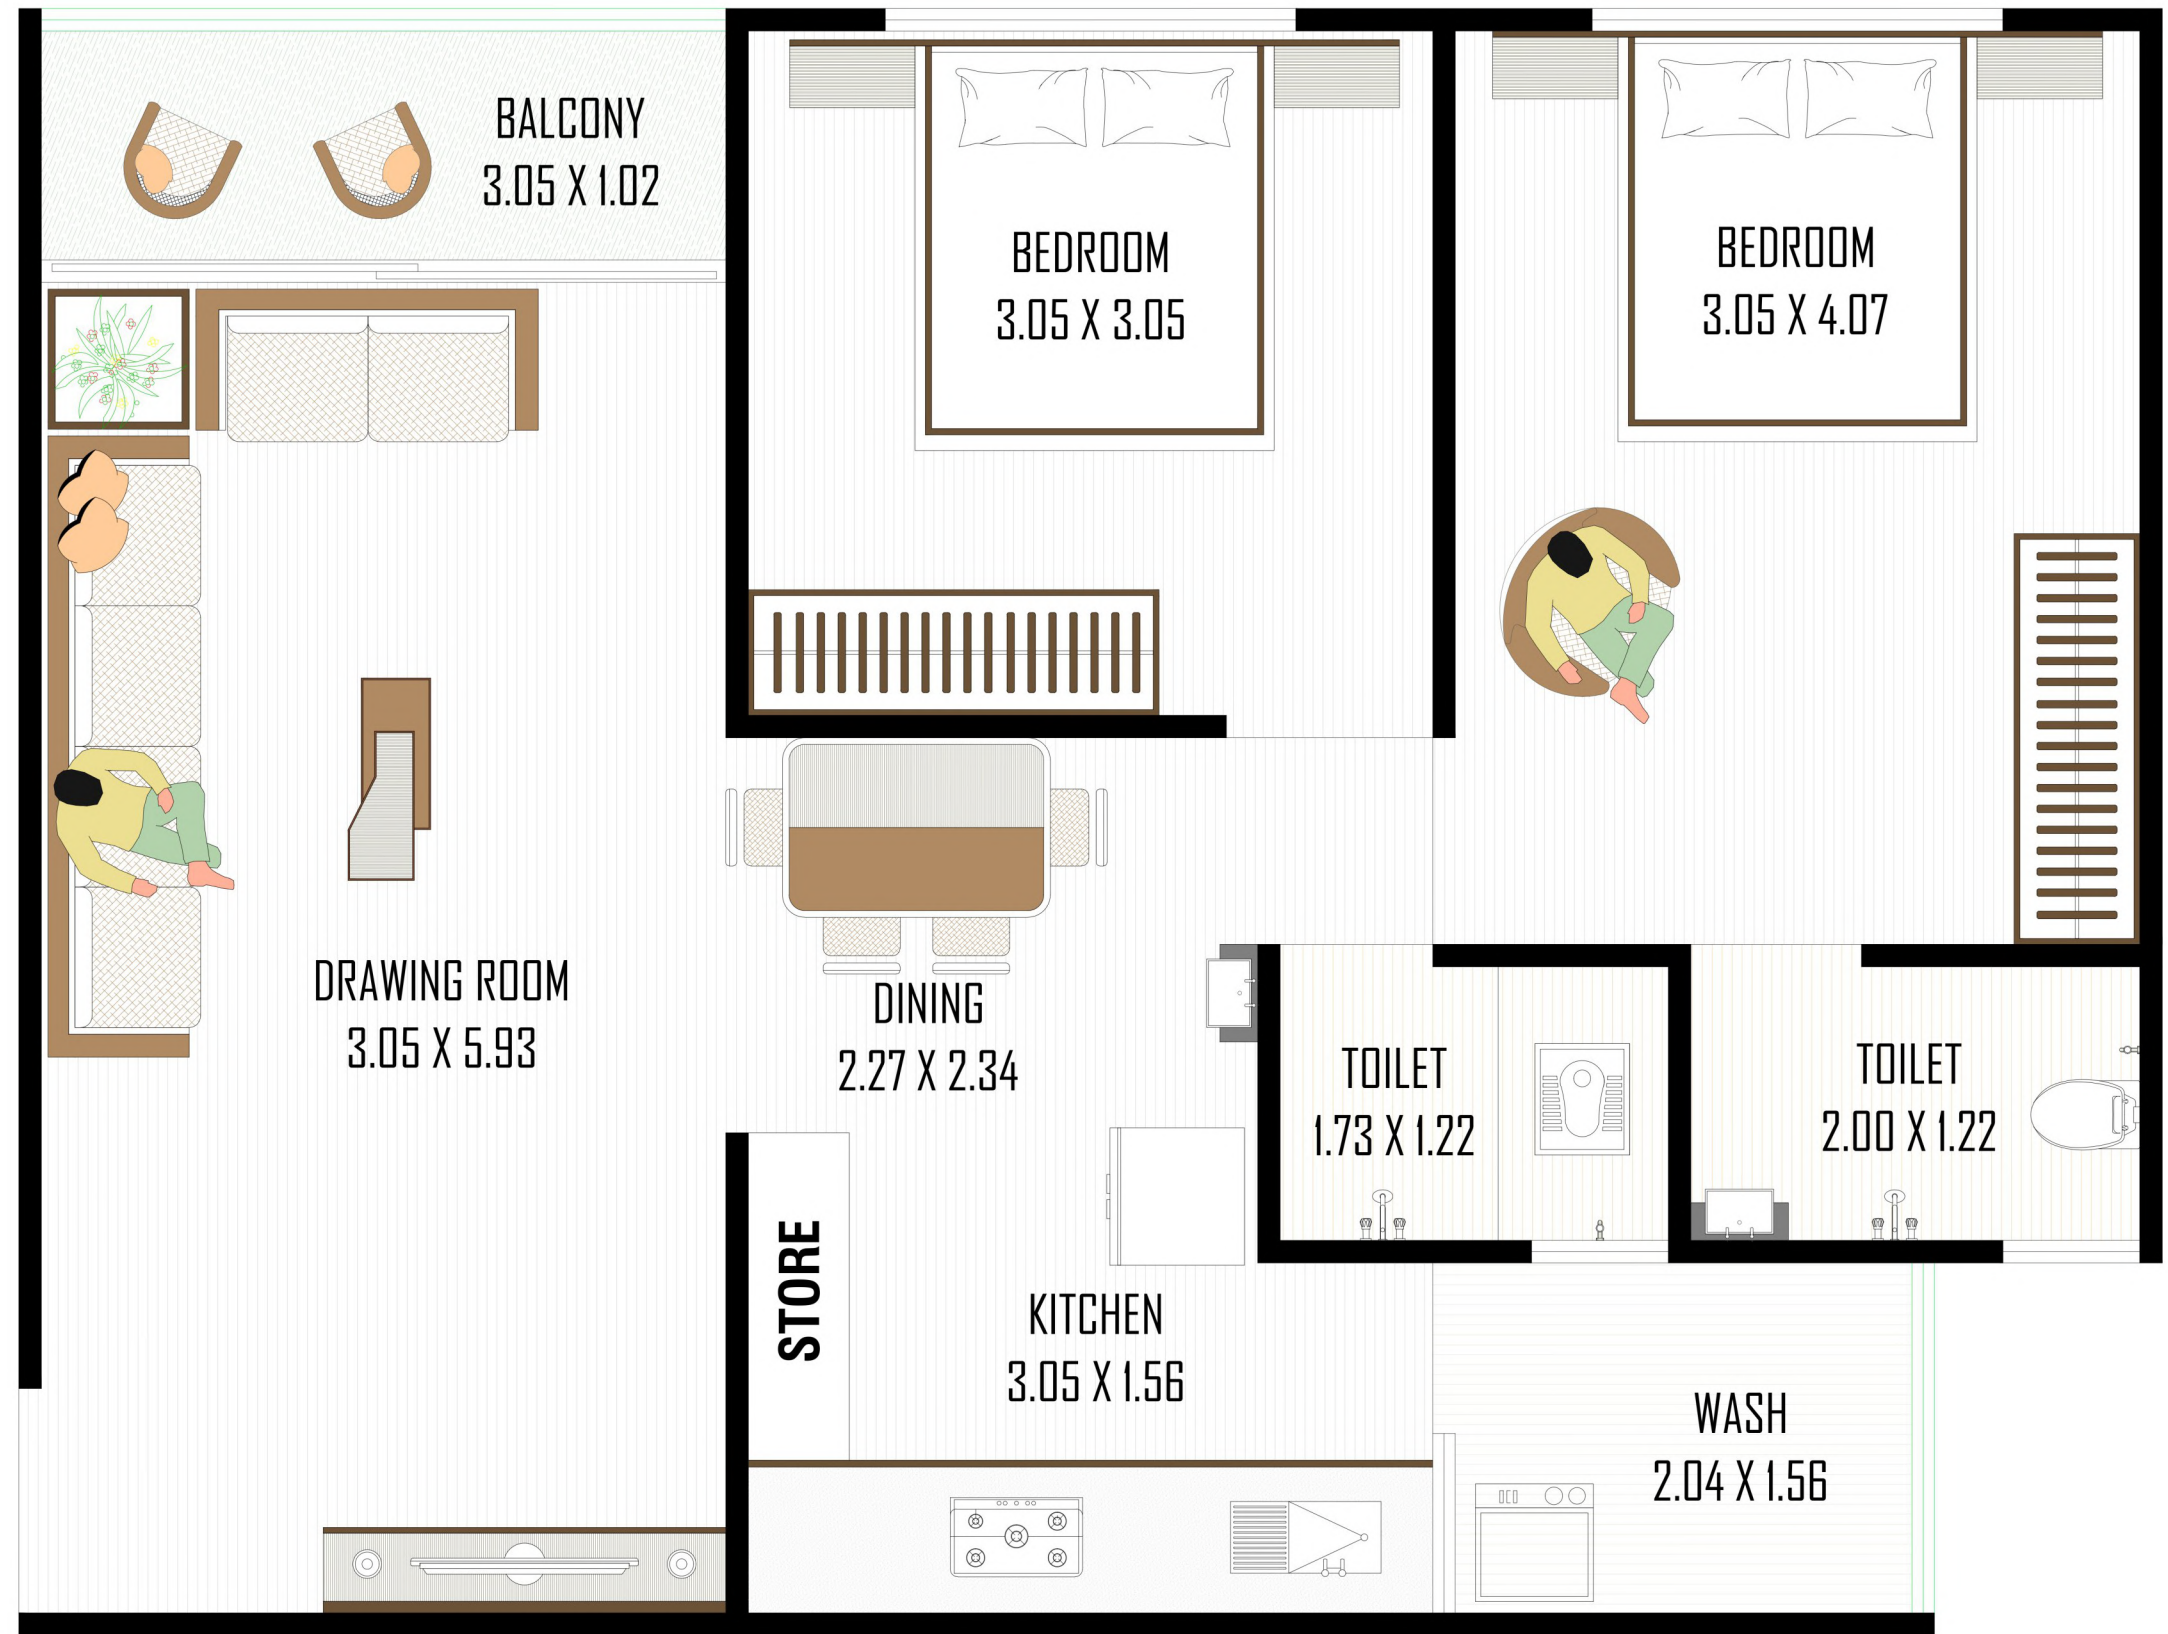 BALCONY
3.05 X 1.02
BEDROOM
3.05 X 3.05
BEDROOM
3.05 X 4.07
DRAWING ROOM
3.05 X 5.93
DINING
2.27 X 2.34
TOILET
1.73 X 1.22
TOILET
2.00 X 1.22
STORE
KITCHEN
3.05 X 1.56
WASH
2.04 X 1.56